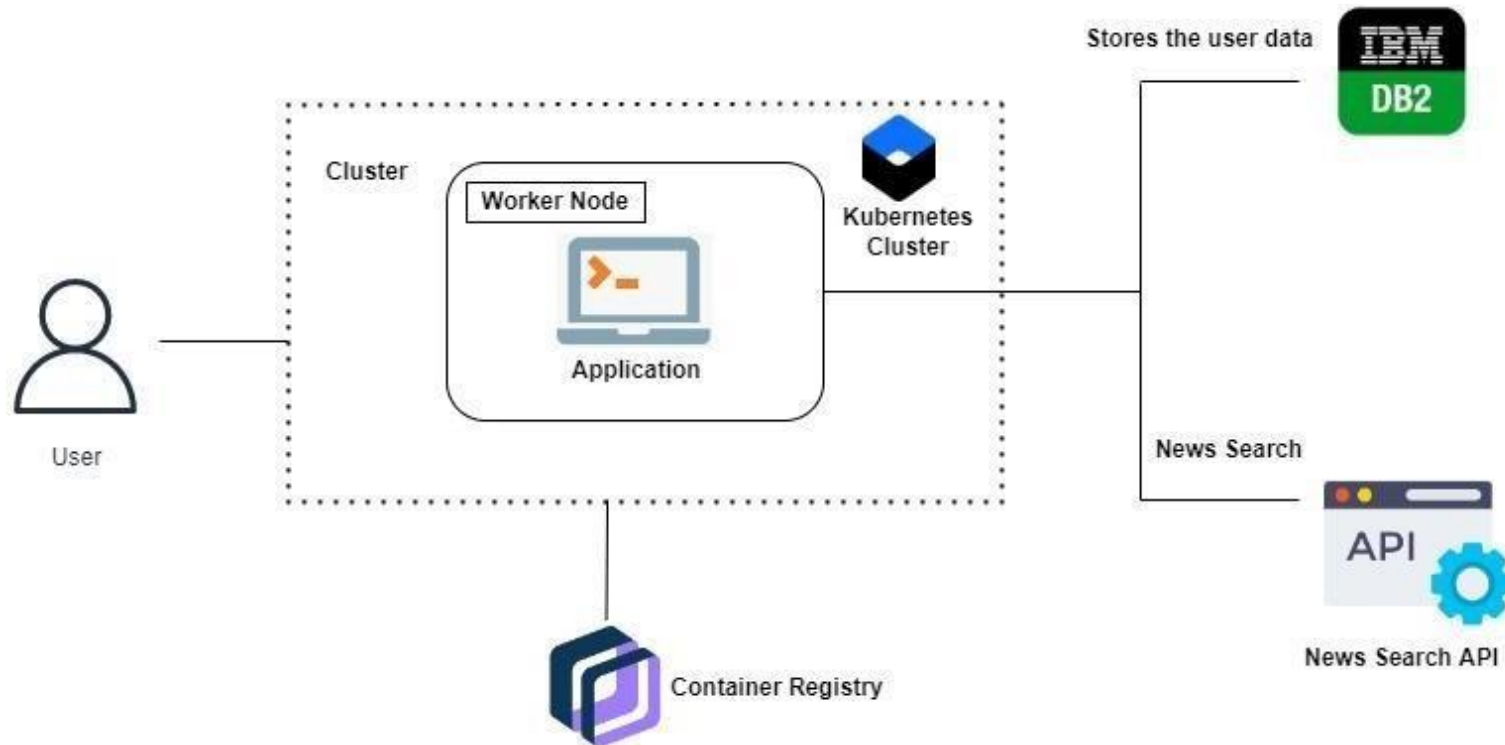 Stores the user data
IBM
DB2
Cluster
Worker Node
Kubernetes
Cluster
Application
User
News Search
API
News Search API
Container Registry